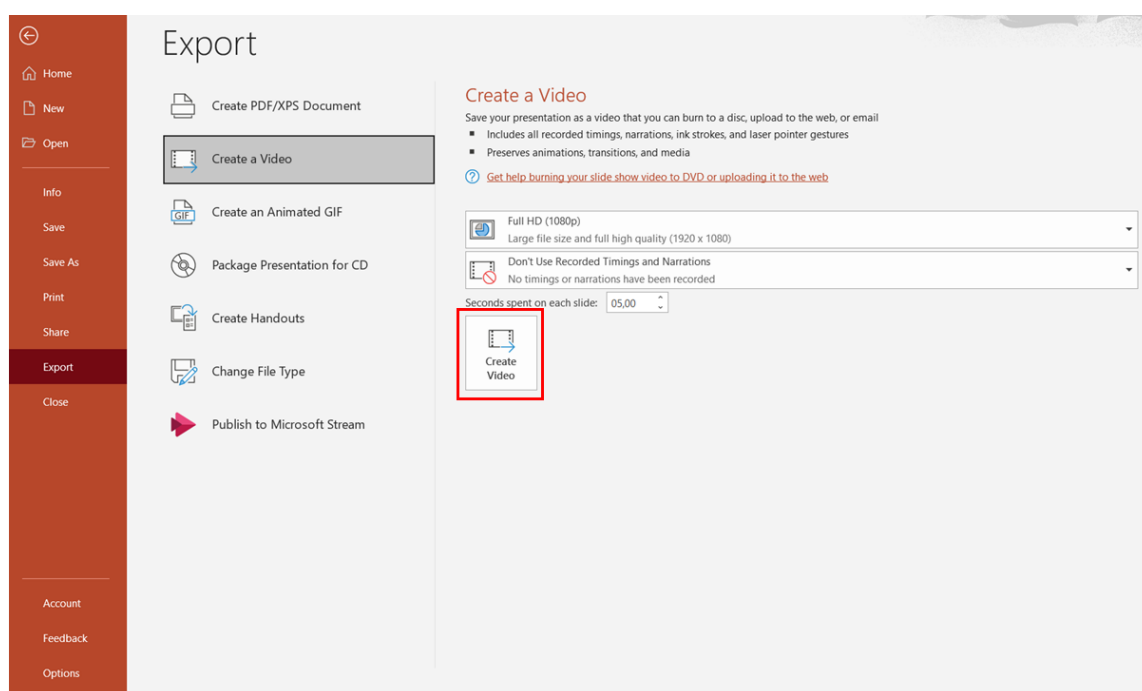 Export
Home
New
Open
Info
Save
Save As
Print
Share
Export
Close
Account
Feedback
Options
Create PDF/XPS Document
Create a Video
Create an Animated GIF
GIF
Package Presentation for CD
Create Handouts
Change File Type
Publish to Microsoft Stream
Create a Video
Save your presentation as a video that you can burn to a disc, upload to the web, or email
Includes all recorded timings, narrations, ink strokes, and laser pointer gestures
Preserves animations, transitions, and media
? Get help burning your slide show video to DVD or uploading it to the web
Full HD (1080p)
Large file size and full high quality (1920 x 1080)
Don't Use Recorded Timings and Narrations
No timings or narrations have been recorded
Seconds spent on each slide: 05,00
Create
Video